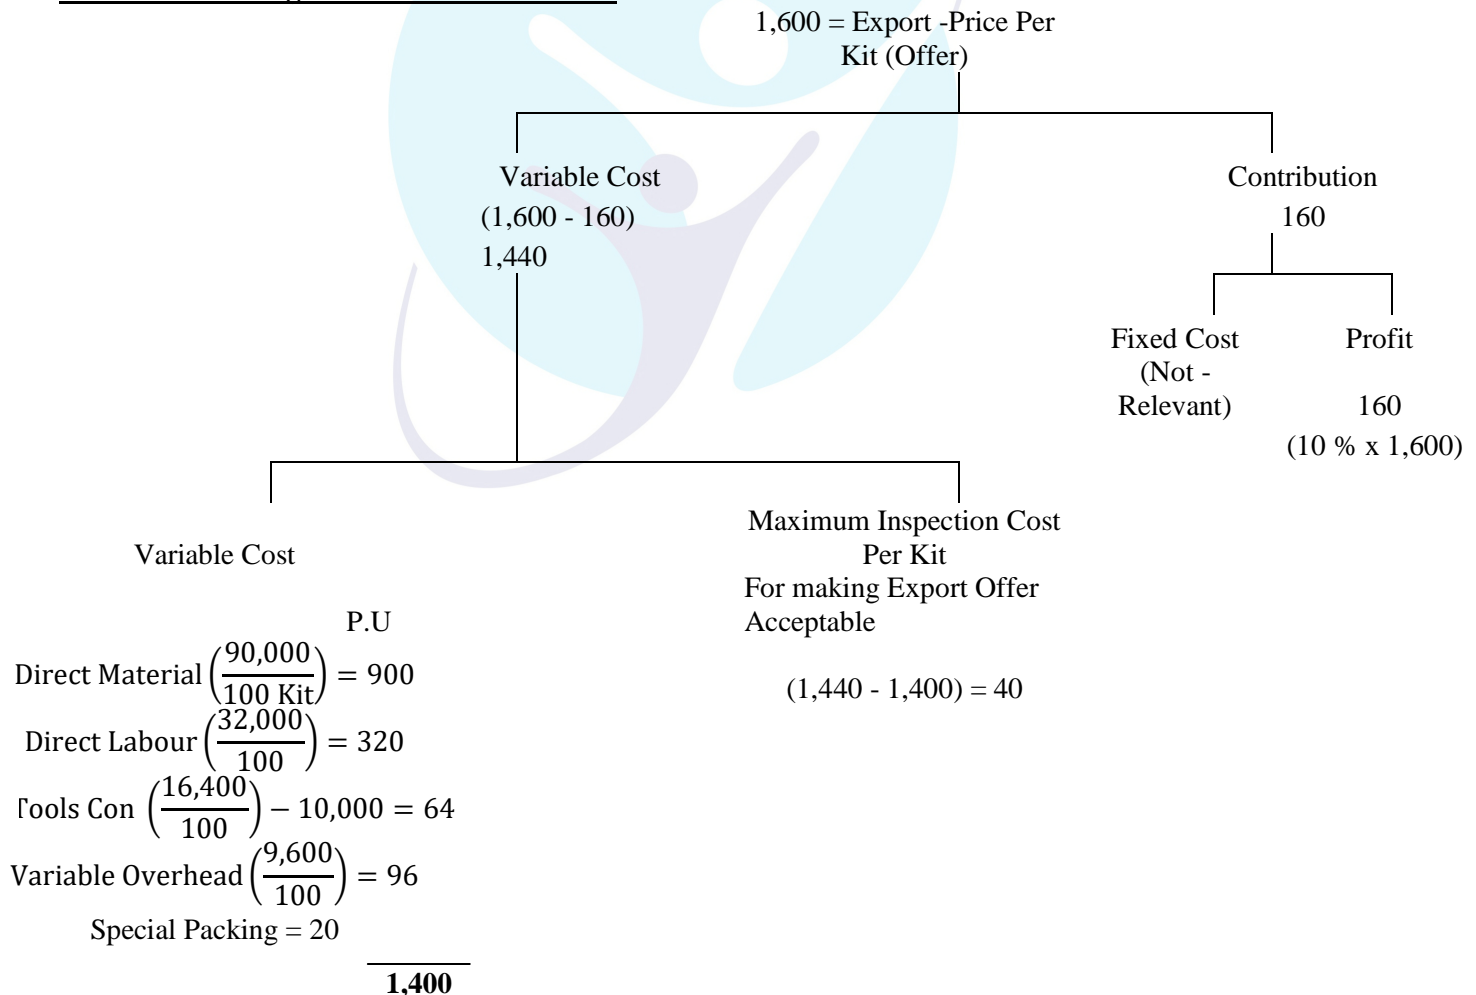 1,600 = Export -Price Per
Kit (Offer)
Variable Cost
(1,600 - 160)
1,440
Contribution
160
Fixed Cost
(Not -
Relevant)
Profit
160
(10 % x 1,600)
Variable Cost
P.U
Direct Material (90,000/100 Kit) = 900
Direct Labour (32,000/100) = 320
Tools Con (16,400/100) − 10,000 = 64
Variable Overhead (9,600/100) = 96
Special Packing = 20
1,400
Maximum Inspection Cost
Per Kit
For making Export Offer
Acceptable
(1,440 - 1,400) = 40